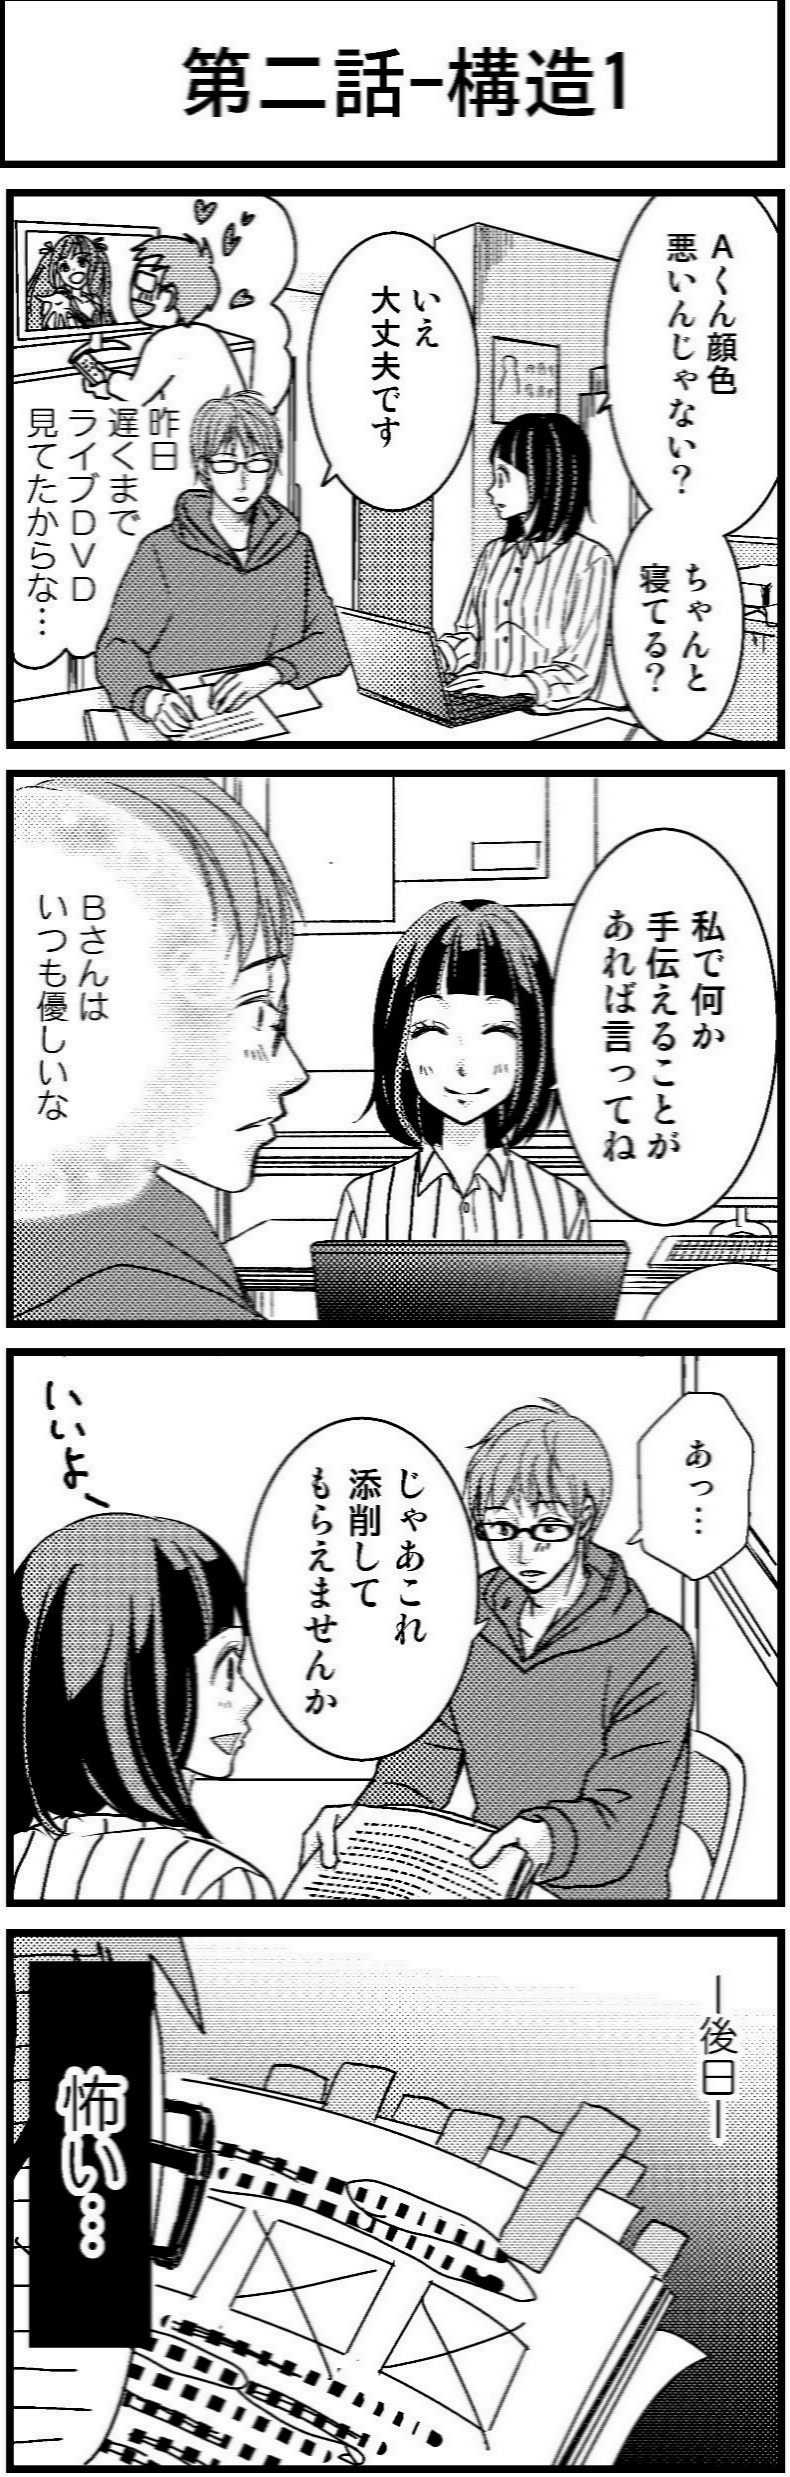 第二話-構造1
Aくん顔色
悪いんじゃない？
ちゃんと
寝てる？
いえ
大丈夫です
昨日
遅くまで
ライブDVD
見てたからな…
私で何か
手伝えることが
あれば言ってね
Bさんは
いつも優しいな
あっ…
じゃあこれ
添削して
もらえませんか
いいよー
―後日―
怖い…